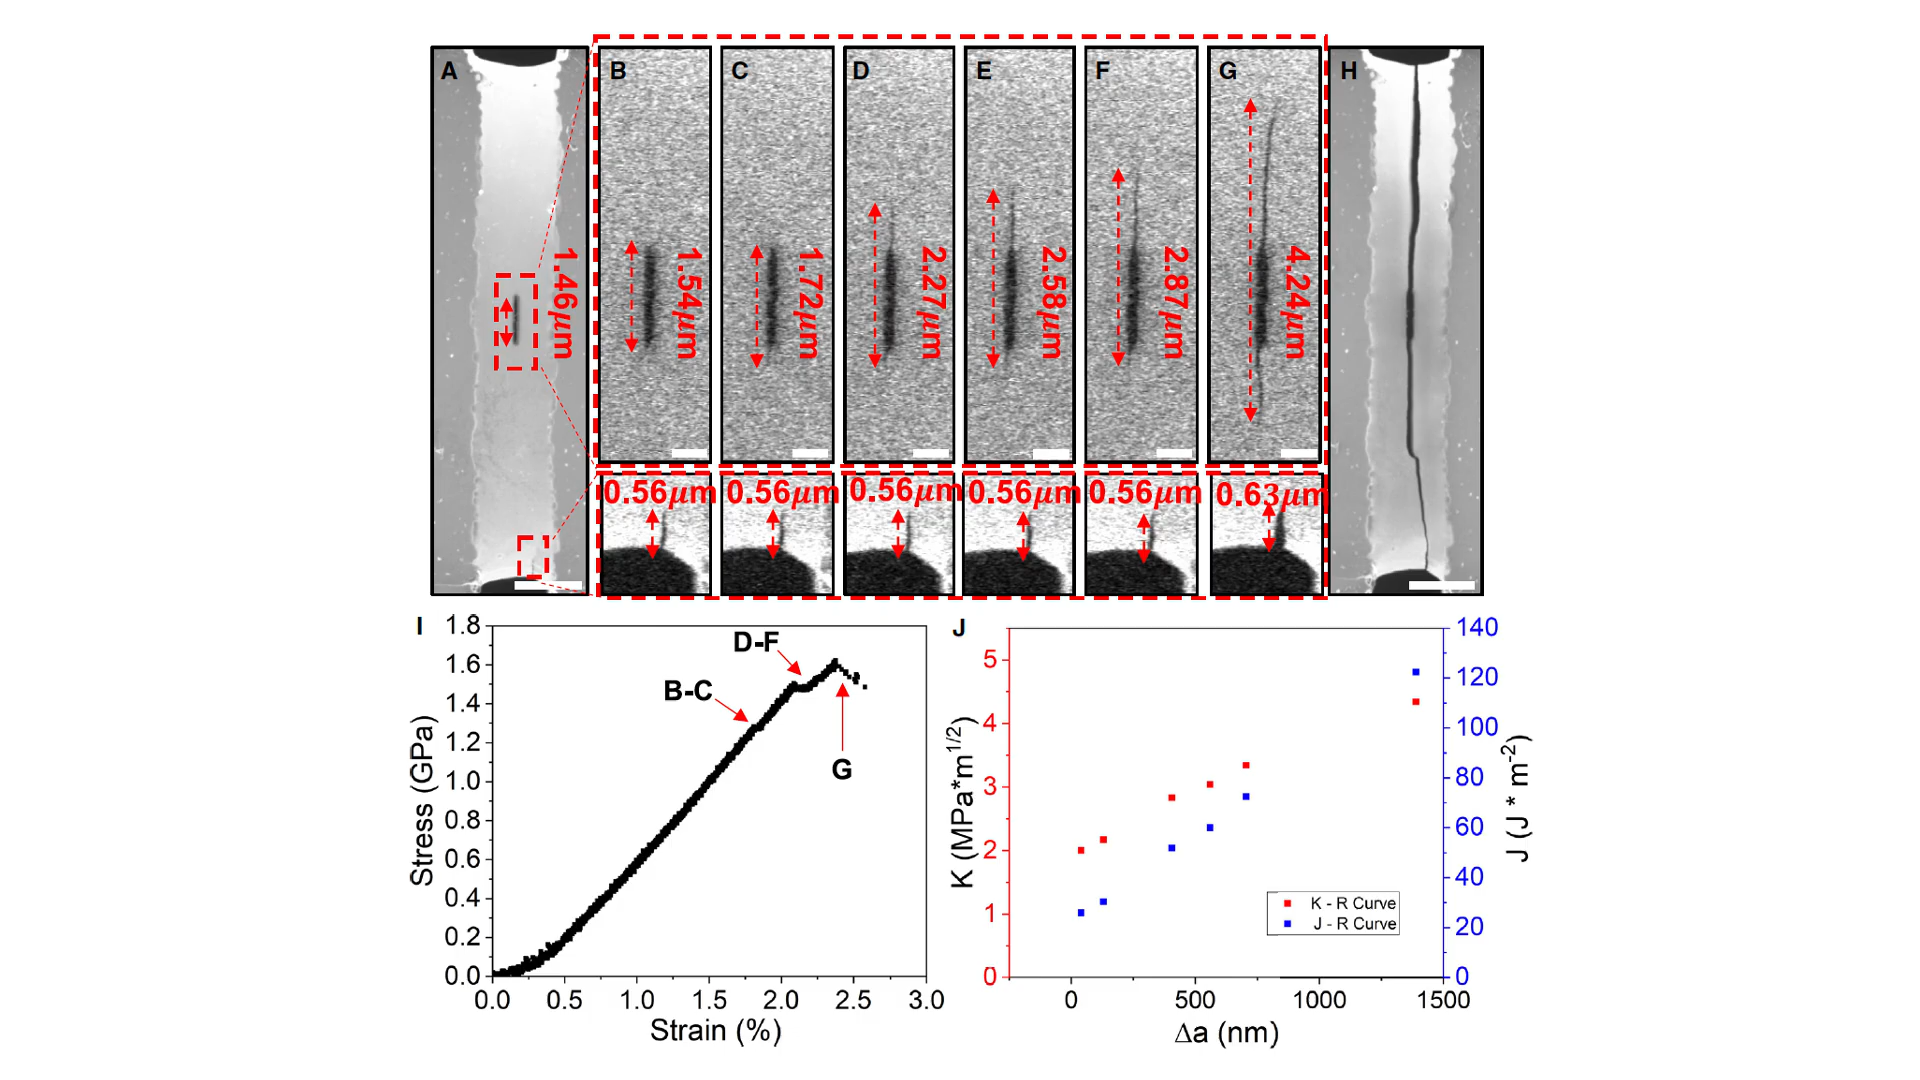 A
B
C
D
E
F
G
H
1.46μm
1.54μm
1.72μm
2.27μm
2.58μm
2.87μm
4.24μm
0.56μm
0.56μm
0.56μm
0.56μm
0.56μm
0.63μm
I
1.8
1.6
1.4
1.2
1.0
0.8
0.6
0.4
0.2
0.0
Stress (GPa)
D-F
B-C
G
0.0 0.5 1.0 1.5 2.0 2.5 3.0
Strain (%)
J
5
4
3
2
1
0
K (MPa*m1/2)
140
120
100
80
60
40
20
0
J (J * m-2)
K - R Curve
J - R Curve
0 500 1000 1500
Δa (nm)